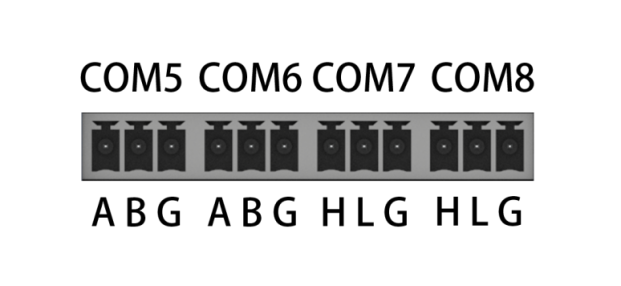 COM5 COM6 COM7 COM8
A B G A B G H L G H L G